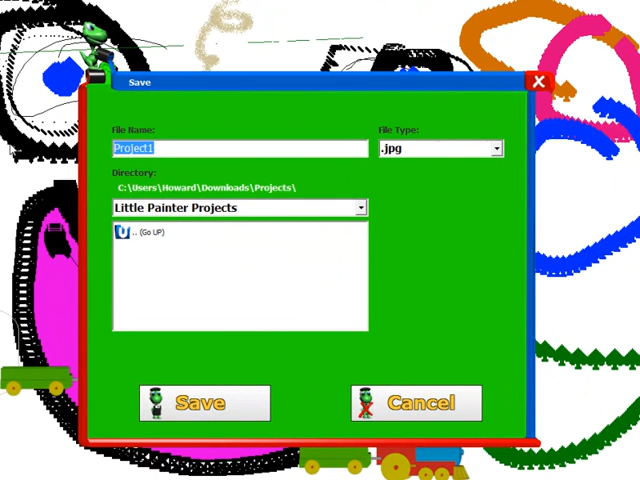 Save
File Name:
File Type:
Project1
.jpg
Directory:
C:\Users\Howard\Downloads\Projects\
Little Painter Projects
.. (Go UP)
Save
Cancel